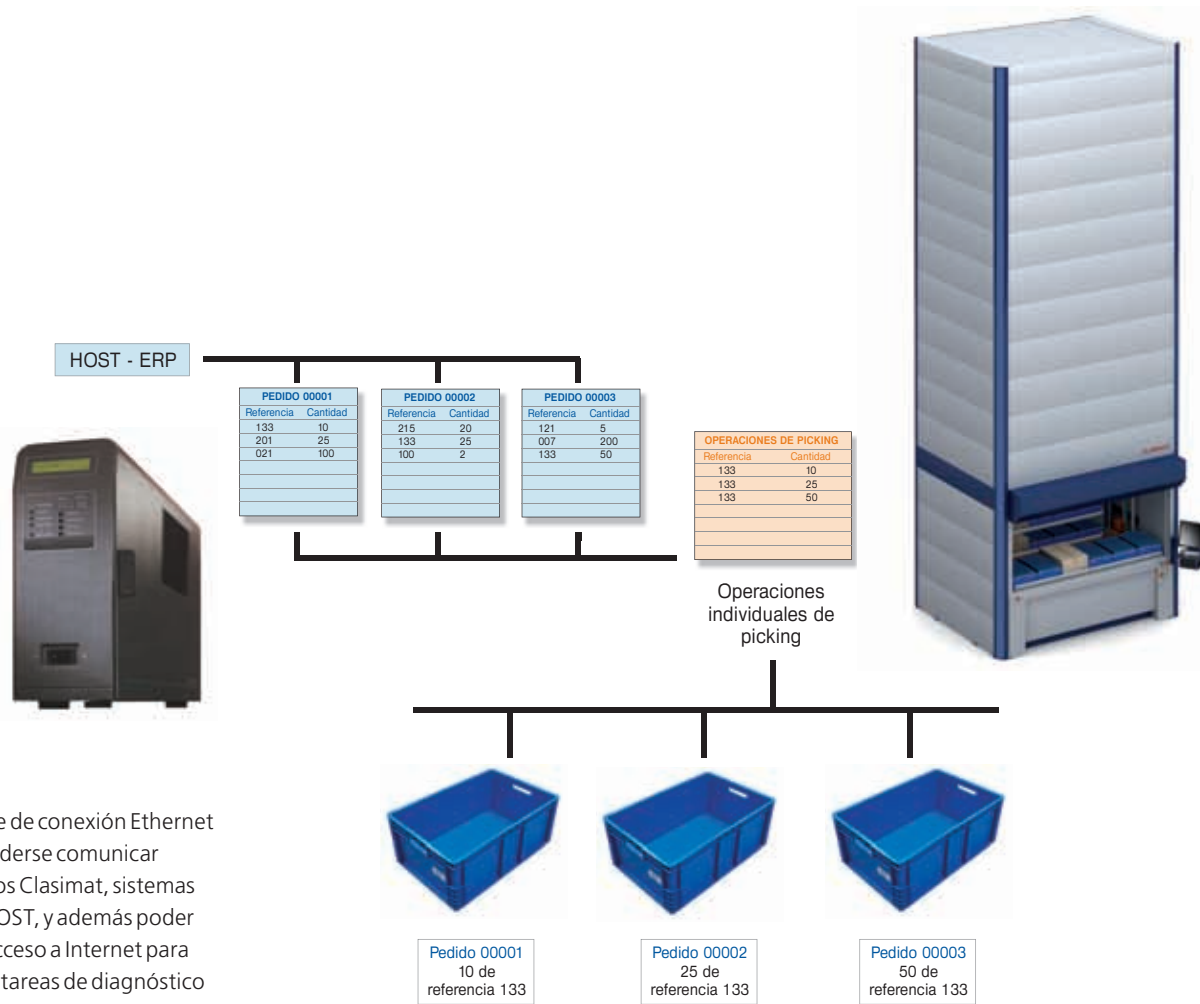 HOST - ERP
PEDIDO 00001
Referencia Cantidad
133 10
201 25
021 100
PEDIDO 00002
Referencia Cantidad
215 20
133 25
100 2
PEDIDO 00003
Referencia Cantidad
121 5
007 200
133 50
OPERACIONES DE PICKING
Referencia Cantidad
133 10
133 25
133 50
Operaciones
individuales de
picking
e de conexión Ethernet
derse comunicar
os Clasimat, sistemas
OST, y además poder
cceso a Internet para
tareas de diagnóstico
Pedido 00001
10 de
referencia 133
Pedido 00002
25 de
referencia 133
Pedido 00003
50 de
referencia 133